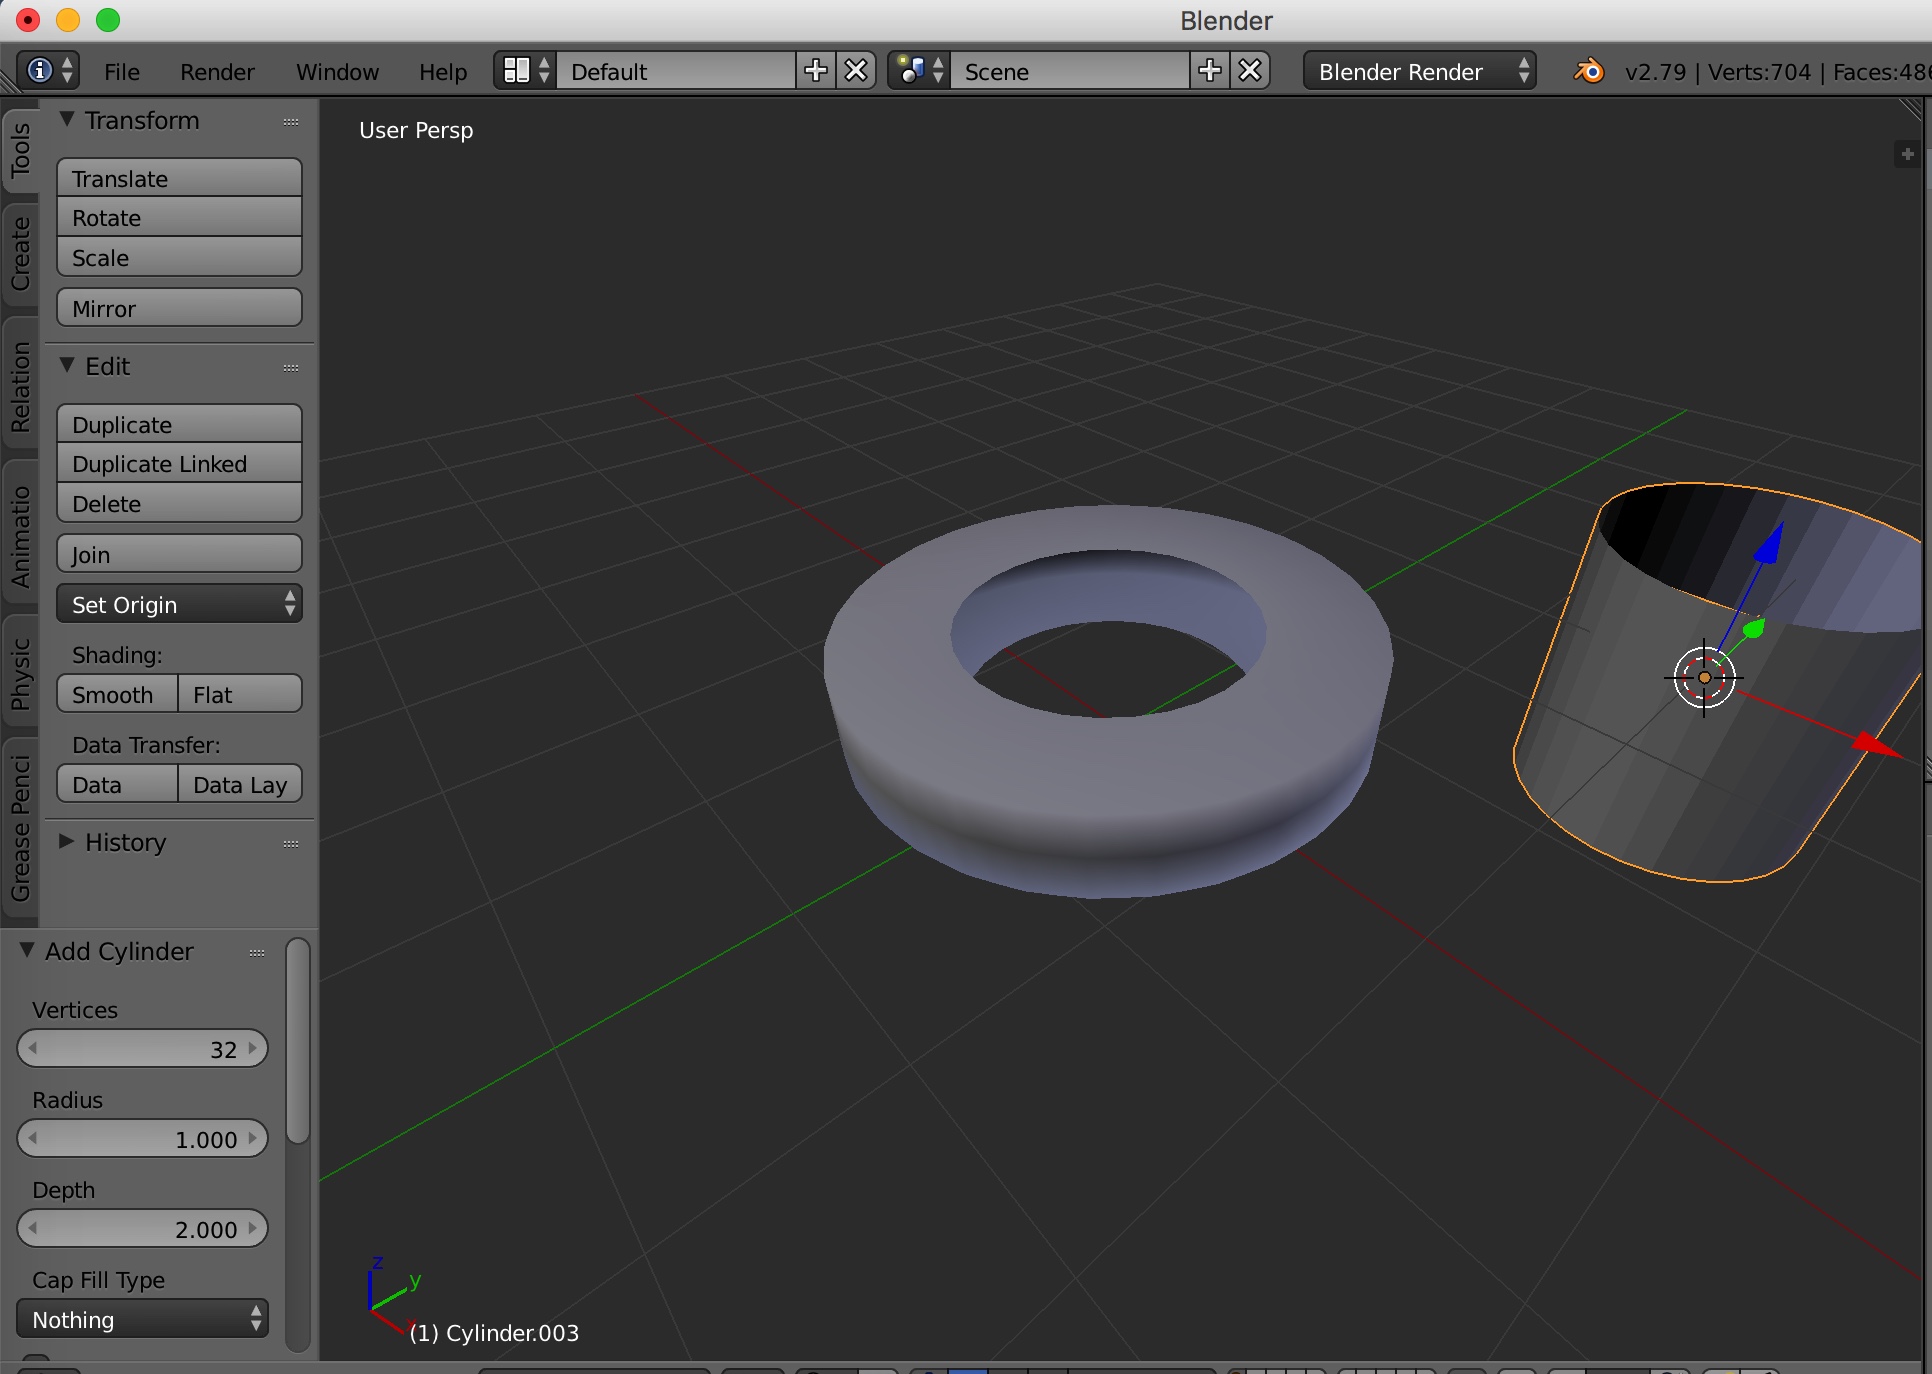 Blender
File Render Window Help Default Scene Blender Render v2.79 | Verts:704 | Faces:486
Tools
Create
Relation
Animatio
Physic
Grease Penci
Transform
Translate
Rotate
Scale
Mirror
Edit
Duplicate
Duplicate Linked
Delete
Join
Set Origin
Shading:
Smooth Flat
Data Transfer:
Data Data Lay
History
Add Cylinder
Vertices
32
Radius
1.000
Depth
2.000
Cap Fill Type
Nothing
User Persp
z
y
x
(1) Cylinder.003